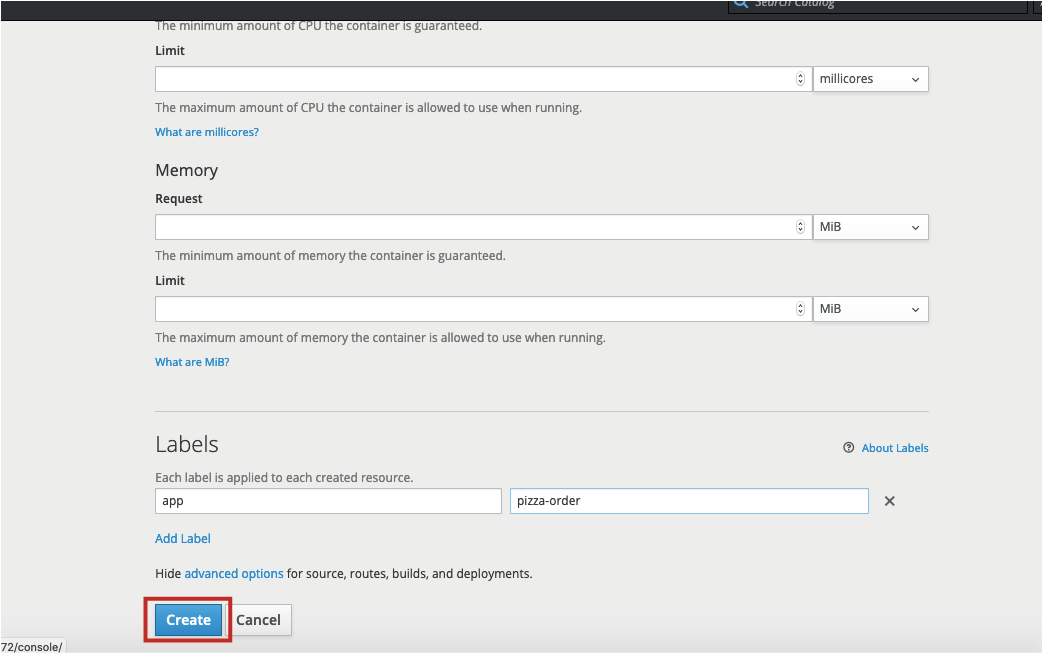 Search Catalog
The minimum amount of CPU the container is guaranteed.
Limit
millicores
The maximum amount of CPU the container is allowed to use when running.
What are millicores?
Memory
Request
MiB
The minimum amount of memory the container is guaranteed.
Limit
MiB
The maximum amount of memory the container is allowed to use when running.
What are MiB?
Labels
About Labels
Each label is applied to each created resource.
app pizza-order
Add Label
Hide advanced options for source, routes, builds, and deployments.
Create Cancel
72/console/